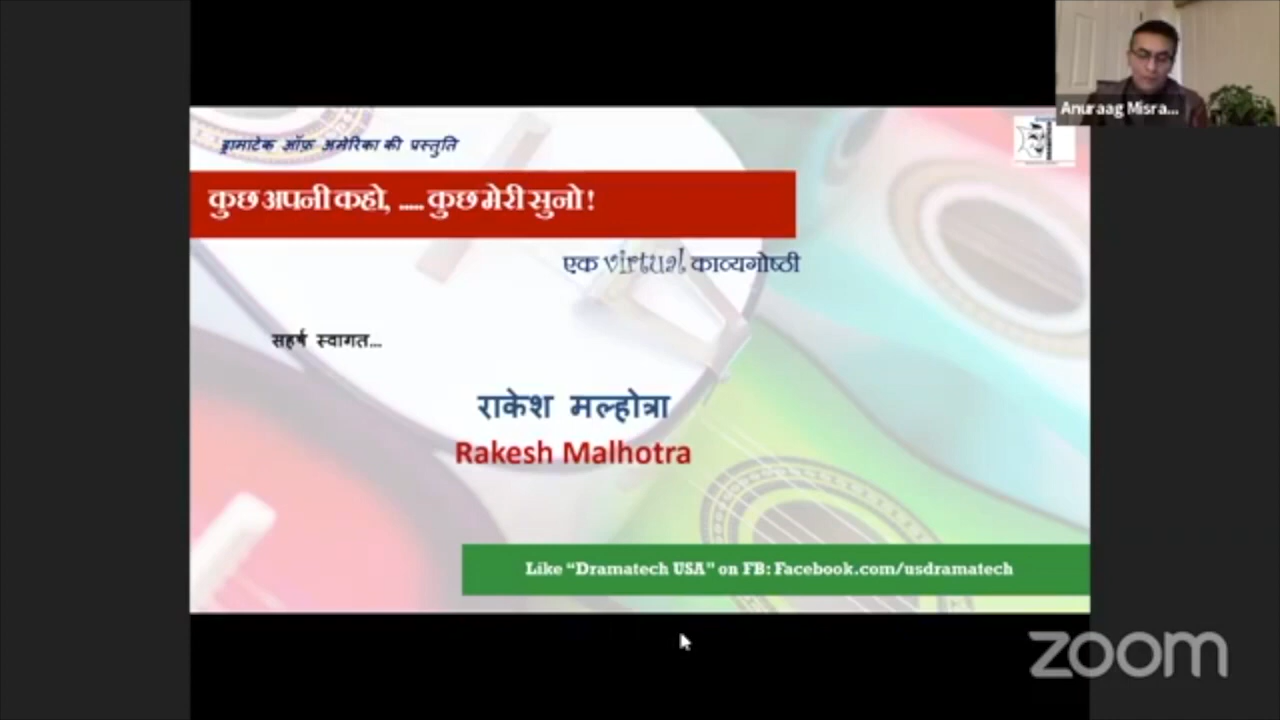 Anuraag Misra...
ड्रामाटेक ऑफ़ अमेरिका की प्रस्तुति
कुछ अपनी कहो, ..... कुछ मेरी सुनो !
एक virtual काव्यगोष्ठी
सहर्ष स्वागत...
राकेश मल्होत्रा
Rakesh Malhotra
Like “Dramatech USA” on FB: Facebook.com/usdramatech
zoom